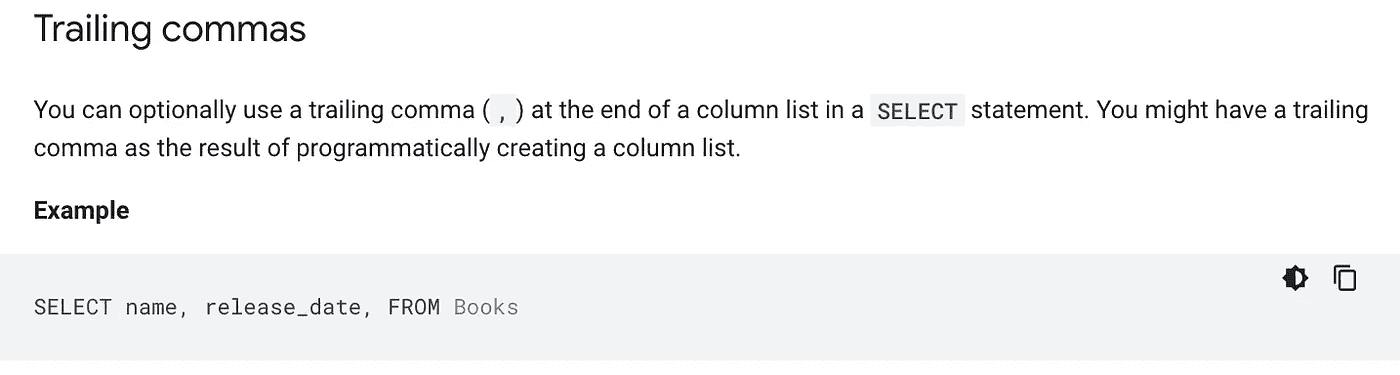 Trailing commas
You can optionally use a trailing comma ( , ) at the end of a column list in a SELECT statement. You might have a trailing
comma as the result of programmatically creating a column list.
Example
SELECT name, release_date, FROM Books